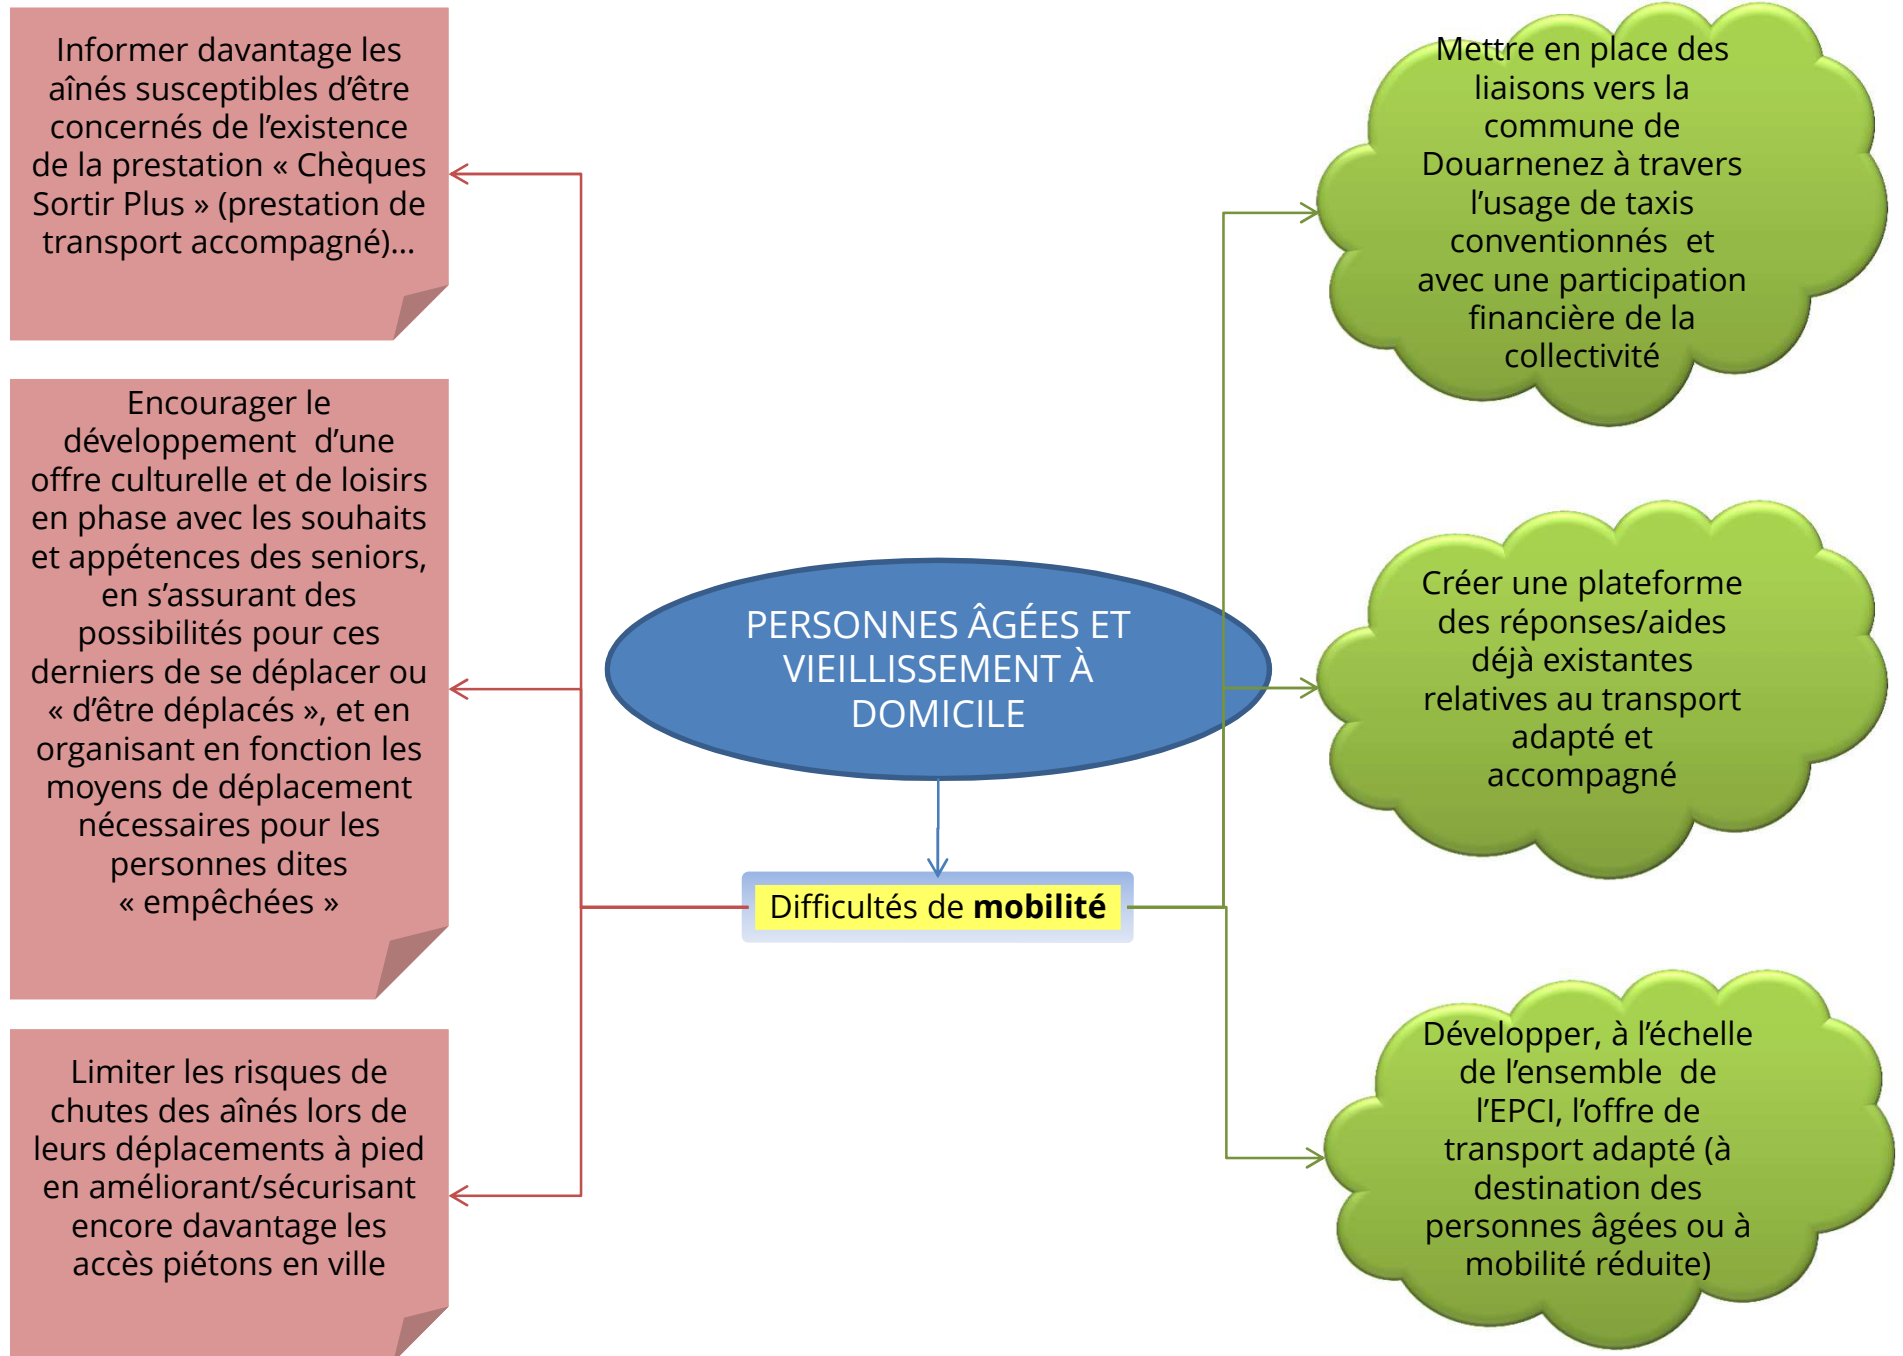 Informer davantage les
aînés susceptibles d’être
concernés de l’existence
de la prestation « Chèques
Sortir Plus » (prestation de
transport accompagné)…
Encourager le
développement  d’une
offre culturelle et de loisirs
en phase avec les souhaits
et appétences des seniors,
en s’assurant des
possibilités pour ces
derniers de se déplacer ou
« d’être déplacés », et en
organisant en fonction les
moyens de déplacement
nécessaires pour les
personnes dites
« empêchées »
Limiter les risques de
chutes des aînés lors de
leurs déplacements à pied
en améliorant/sécurisant
encore davantage les
accès piétons en ville
PERSONNES ÂGÉES ET
VIEILLISSEMENT À
DOMICILE
Difficultés de mobilité
Mettre en place des
liaisons vers la
commune de
Douarnenez à travers
l’usage de taxis
conventionnés  et
avec une participation
financière de la
collectivité
Créer une plateforme
des réponses/aides
déjà existantes
relatives au transport
adapté et
accompagné
Développer, à l’échelle
de l’ensemble  de
l’EPCI, l’offre de
transport adapté (à
destination des
personnes âgées ou à
mobilité réduite)